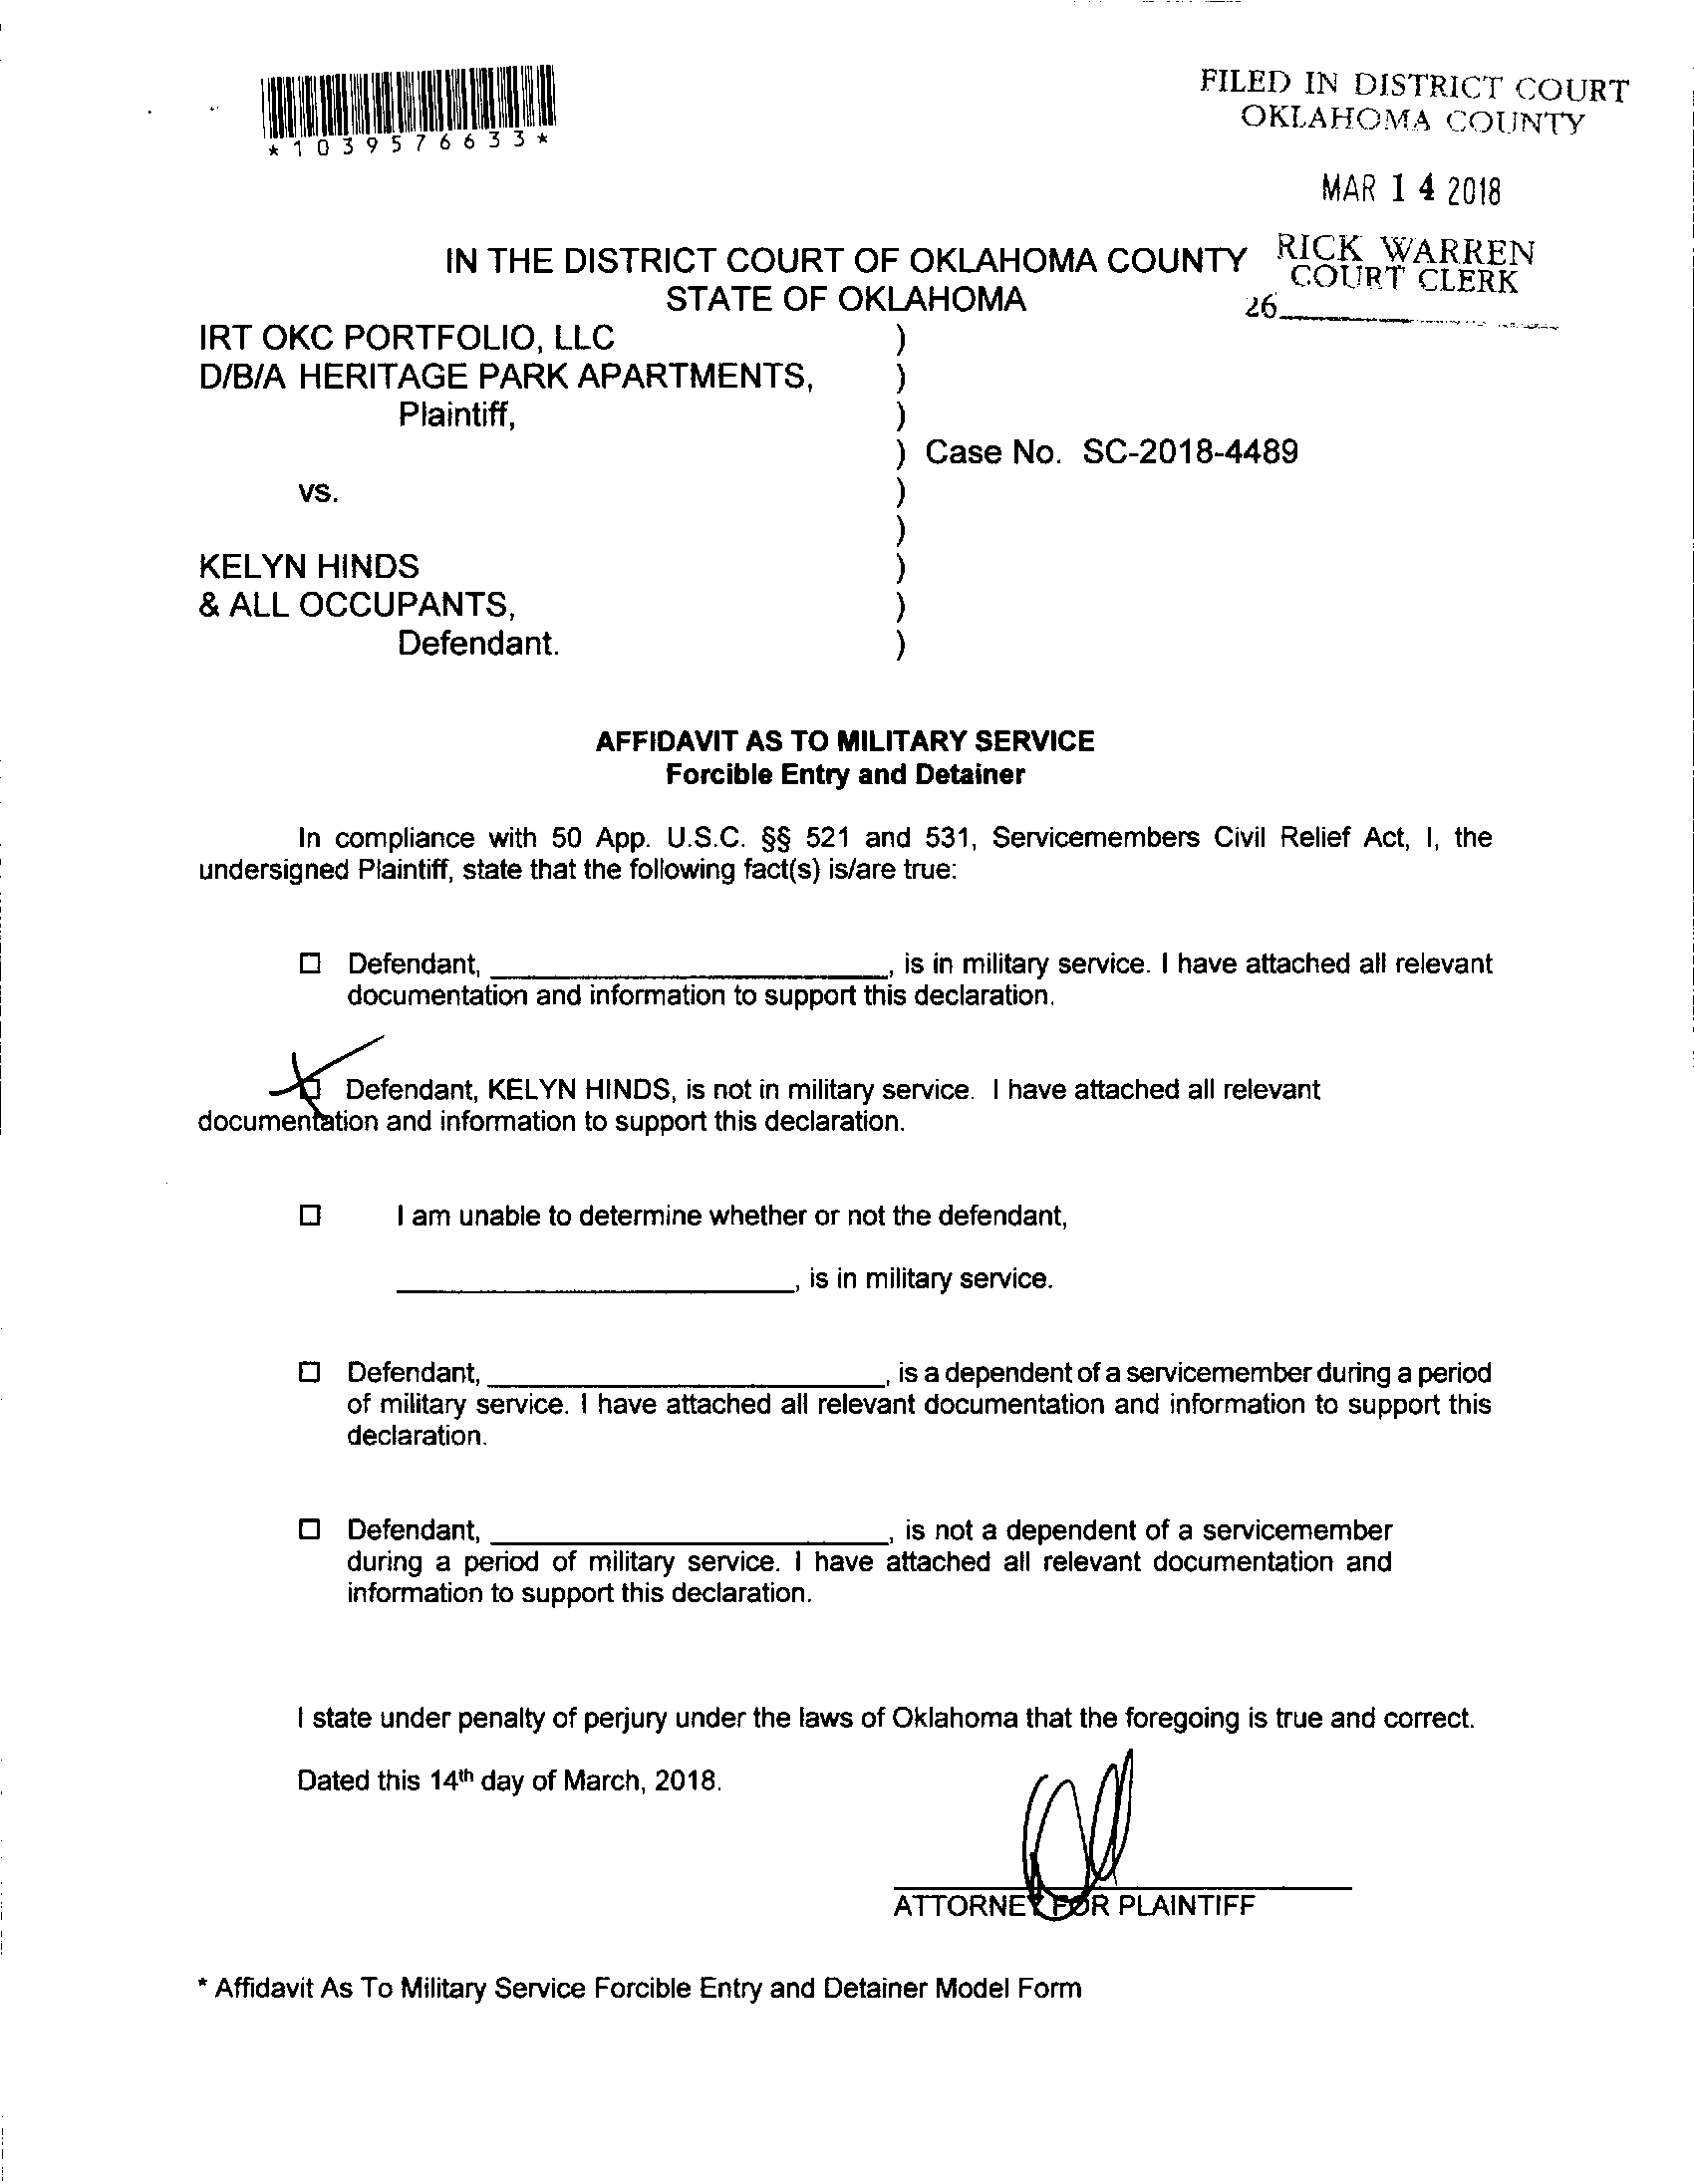 *1039576633*
FILED IN DISTRICT COURT
OKLAHOMA COUNTY
MAR 14 2018
RICK WARREN
COURT CLERK
26
IN THE DISTRICT COURT OF OKLAHOMA COUNTY
STATE OF OKLAHOMA
IRT OKC PORTFOLIO, LLC )
D/B/A HERITAGE PARK APARTMENTS, )
Plaintiff, )
) Case No. SC-2018-4489
vs. )
)
KELYN HINDS )
& ALL OCCUPANTS, )
Defendant. )
AFFIDAVIT AS TO MILITARY SERVICE
Forcible Entry and Detainer
In compliance with 50 App. U.S.C. §§ 521 and 531, Servicemembers Civil Relief Act, I, the
undersigned Plaintiff, state that the following fact(s) is/are true:
☐ Defendant, ____________________, is in military service. I have attached all relevant
documentation and information to support this declaration.
☒ Defendant, KELYN HINDS, is not in military service. I have attached all relevant
documentation and information to support this declaration.
☐ I am unable to determine whether or not the defendant,
____________________, is in military service.
☐ Defendant, ____________________, is a dependent of a servicemember during a period
of military service. I have attached all relevant documentation and information to support this
declaration.
☐ Defendant, ____________________, is not a dependent of a servicemember
during a period of military service. I have attached all relevant documentation and
information to support this declaration.
I state under penalty of perjury under the laws of Oklahoma that the foregoing is true and correct.
Dated this 14th day of March, 2018.
ATTORNEY FOR PLAINTIFF
* Affidavit As To Military Service Forcible Entry and Detainer Model Form